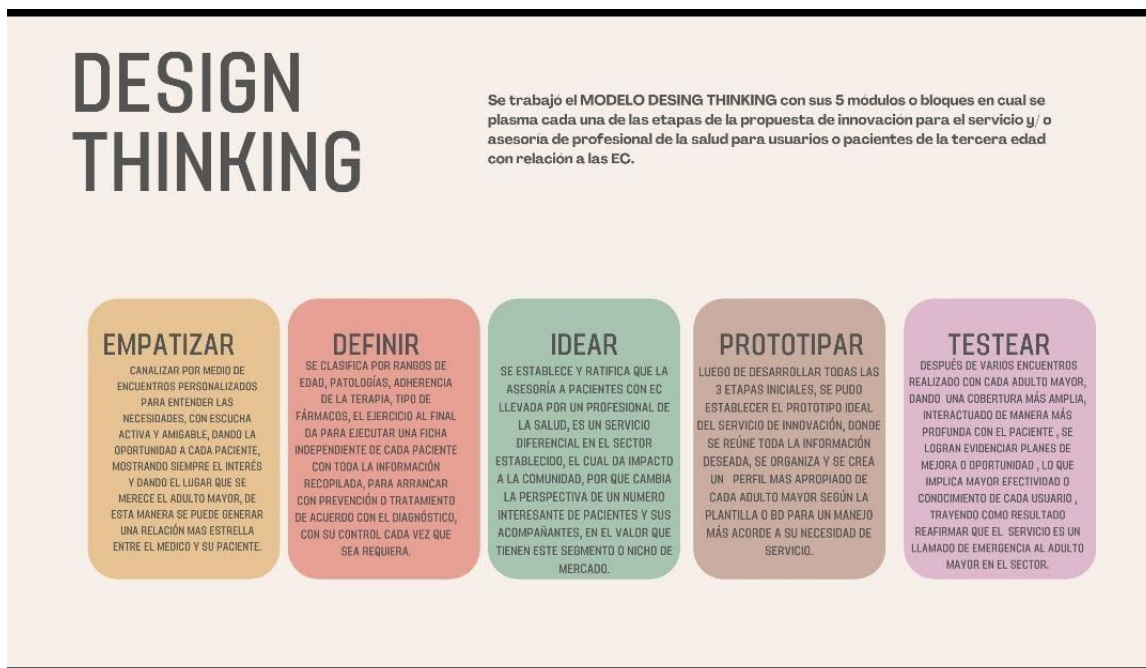 DESIGN
THINKING
Se trabajó el MODELO DESING THINKING con sus 5 módulos o bloques en cual se
plasma cada una de las etapas de la propuesta de innovación para el servicio y/ o
asesoría de profesional de la salud para usuarios o pacientes de la tercera edad
con relación a las EC.
EMPATIZAR
CANALIZAR POR MEDIO DE
ENCUENTROS PERSONALIZADOS
PARA ENTENDER LAS
NECESIDADES, CON ESCUCHA
ACTIVA Y AMIGABLE, DANDO LA
OPORTUNIDAD A CADA PACIENTE,
MOSTRANDO SIEMPRE EL INTERÉS
Y DANDO EL LUGAR QUE SE
MERECE EL ADULTO MAYOR, DE
ESTA MANERA SE PUEDE GENERAR
UNA RELACIÓN MAS ESTRELLA
ENTRE EL MEDICO Y SU PACIENTE.
DEFINIR
SE CLASIFICA POR RANGOS DE
EDAD, PATOLOGÍAS, ADHERENCIA
DE LA TERAPIA, TIPO DE
FÁRMACOS, EL EJERCICIO AL FINAL
DA PARA EJECUTAR UNA FICHA
INDEPENDIENTE DE CADA PACIENTE
CON TODA LA INFORMACIÓN
RECOPILADA, PARA ARRANCAR
CON PREVENCIÓN O TRATAMIENTO
DE ACUERDO CON EL DIAGNÓSTICO,
CON SU CONTROL CADA VEZ QUE
SEA REQUIERA.
IDEAR
SE ESTABLECE Y RATIFICA QUE LA
ASESORÍA A PACIENTES CON EC
LLEVADA POR UN PROFESIONAL DE
LA SALUD, ES UN SERVICIO
DIFERENCIAL EN EL SECTOR
ESTABLECIDO, EL CUAL DA IMPACTO
A LA COMUNIDAD, POR QUE CAMBIA
LA PERSPECTIVA DE UN NUMERO
INTERESANTE DE PACIENTES Y SUS
ACOMPAÑANTES, EN EL VALOR QUE
TIENEN ESTE SEGMENTO O NICHO DE
MERCADO.
PROTOTIPAR
LUEGO DE DESARROLLAR TODAS LAS
3 ETAPAS INICIALES, SE PUDO
ESTABLECER EL PROTOTIPO IDEAL
DEL SERVICIO DE INNOVACIÓN, DONDE
SE REÚNE TODA LA INFORMACIÓN
DESEADA, SE ORGANIZA Y SE CREA
UN PERFIL MAS APROPIADO DE
CADA ADULTO MAYOR SEGÚN LA
PLANTILLA O BD PARA UN MANEJO
MÁS ACORDE A SU NECESIDAD DE
SERVICIO.
TESTEAR
DESPUÉS DE VARIOS ENCUENTROS
REALIZADO CON CADA ADULTO MAYOR,
DANDO UNA COBERTURA MÁS AMPLIA,
INTERACTUADO DE MANERA MÁS
PROFUNDA CON EL PACIENTE , SE
LOGRAN EVIDENCIAR PLANES DE
MEJORA O OPORTUNIDAD , LO QUE
IMPLICA MAYOR EFECTIVIDAD O
CONOCIMIENTO DE CADA USUARIO ,
TRAYENDO COMO RESULTADO
REAFIRMAR QUE EL SERVICIO ES UN
LLAMADO DE EMERGENCIA AL ADULTO
MAYOR EN EL SECTOR.